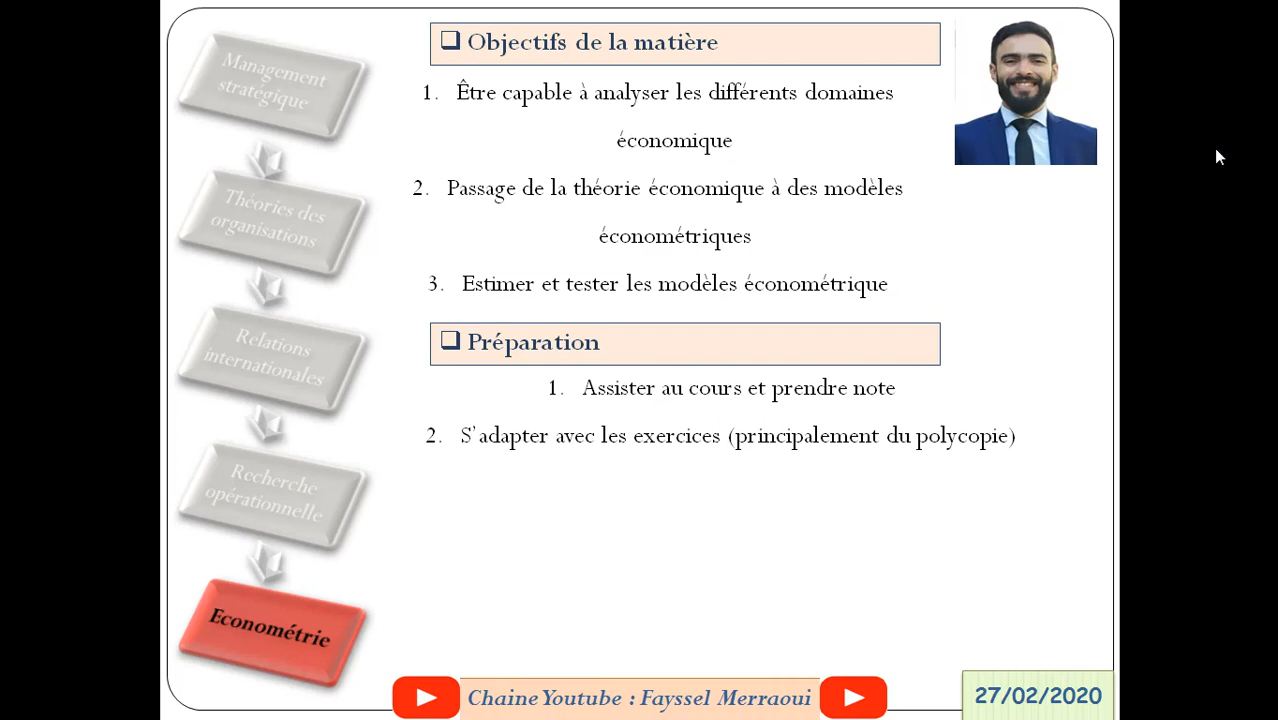 Management
stratégique
Théories des
organisations
Relations
internationales
Recherche
opérationnelle
Econométrie
Objectifs de la matière
1. Être capable à analyser les différents domaines
économique
2. Passage de la théorie économique à des modèles
économétriques
3. Estimer et tester les modèles économétrique
Préparation
1. Assister au cours et prendre note
2. S'adapter avec les exercices (principalement du polycopie)
Chaine Youtube : Fayssel Merraoui
27/02/2020